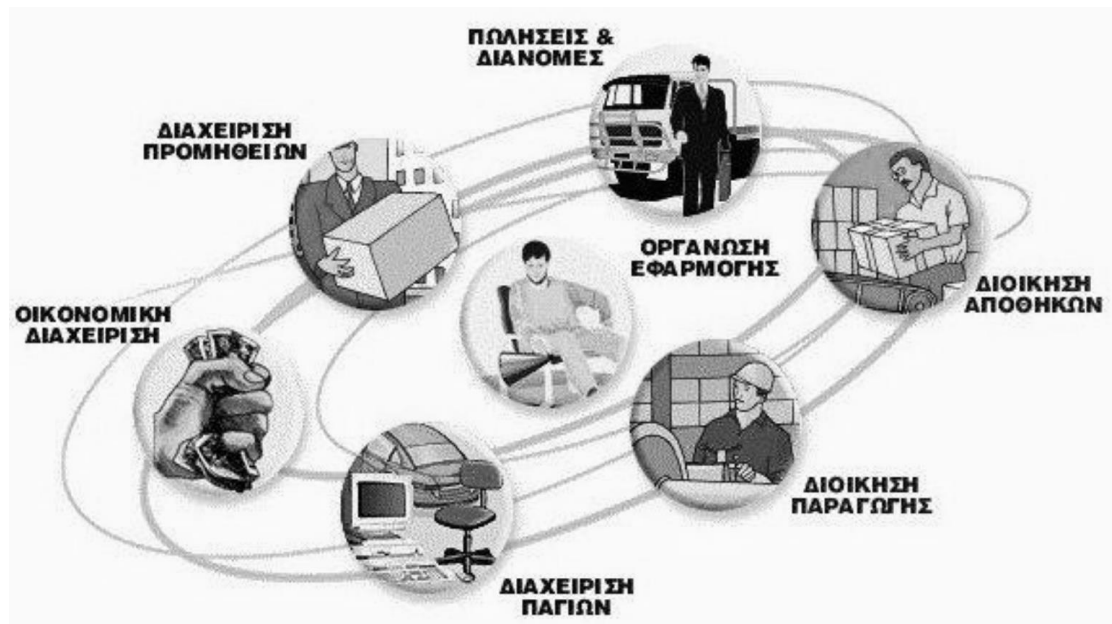 ΠΩΛΗΣΕΙΣ &
ΔΙΑΝΟΜΕΣ
ΔΙΑΧΕΙΡΙΣΗ
ΠΡΟΜΗΘΕΙΩΝ
ΟΡΓΑΝΩΣΗ
ΕΦΑΡΜΟΓΗΣ
ΔΙΟΙΚΗΣΗ
ΑΠΟΘΗΚΩΝ
ΟΙΚΟΝΟΜΙΚΗ
ΔΙΑΧΕΙΡΙΣΗ
ΔΙΟΙΚΗΣΗ
ΠΑΡΑΓΩΓΗΣ
ΔΙΑΧΕΙΡΙΣΗ
ΠΑΓΙΩΝ